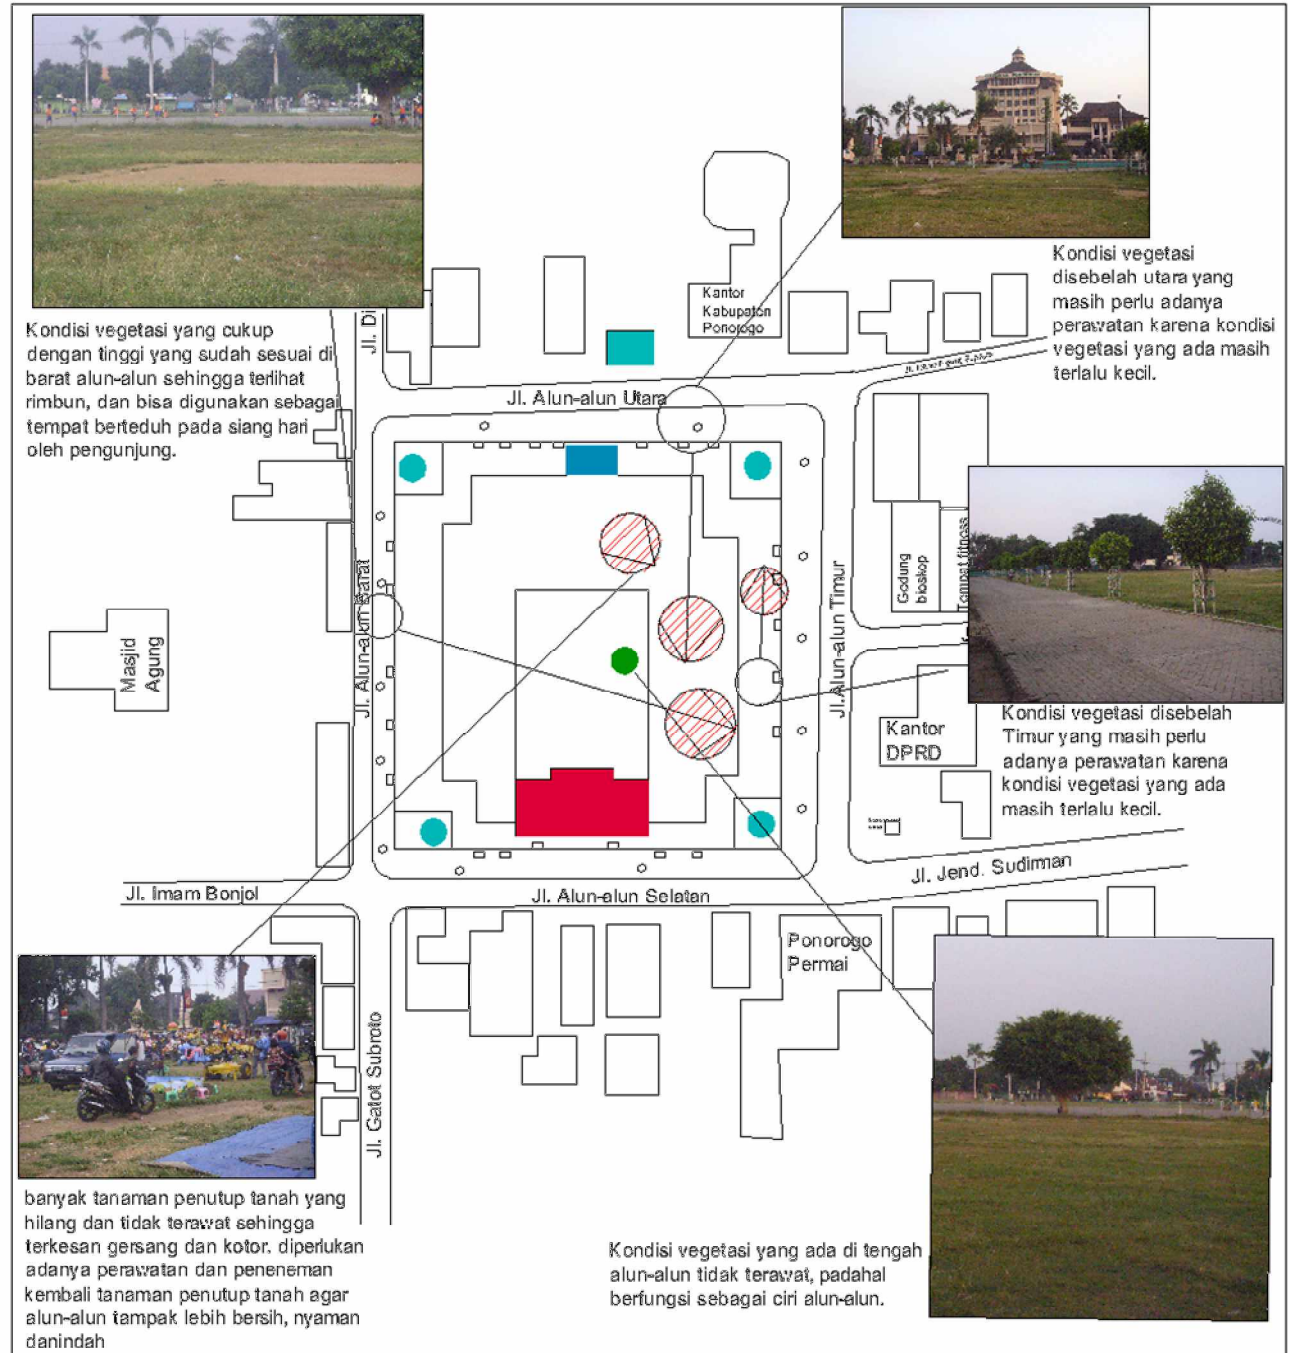 Kondisi vegetasi yang cukup
dengan tinggi yang sudah sesuai di
barat alun-alun sehingga terlihat
rimbun, dan bisa digunakan sebagai
tempat berteduh pada siang hari
oleh pengunjung.
Kondisi vegetasi
disebelah utara yang
masih perlu adanya
perawatan karena kondisi
vegetasi yang ada masih
terlalu kecil.
Kantor
Kabupaten
Ponorogo
Jl. Di
Jl. Alun-alun Utara
Jl. Alun-alun Barat
Jl. Alun-alun Timur
Godung
bioskop
Tompat fitness
Masjid
Agung
Kantor
DPRD
Kondisi vegetasi disebelah
Timur yang masih perlu
adanya perawatan karena
kondisi vegetasi yang ada
masih terlalu kecil.
Jl. Imam Bonjol
Jl. Alun-alun Selatan
Jl. Jend. Sudirman
Ponorogo
Permai
Jl. Gatot Subroto
banyak tanaman penutup tanah yang
hilang dan tidak terawat sehingga
terkesan gersang dan kotor. diperlukan
adanya perawatan dan peneneman
kembali tanaman penutup tanah agar
alun-alun tampak lebih bersih, nyaman
danindah
Kondisi vegetasi yang ada di tengah
alun-alun tidak terawat, padahal
berfungsi sebagai ciri alun-alun.